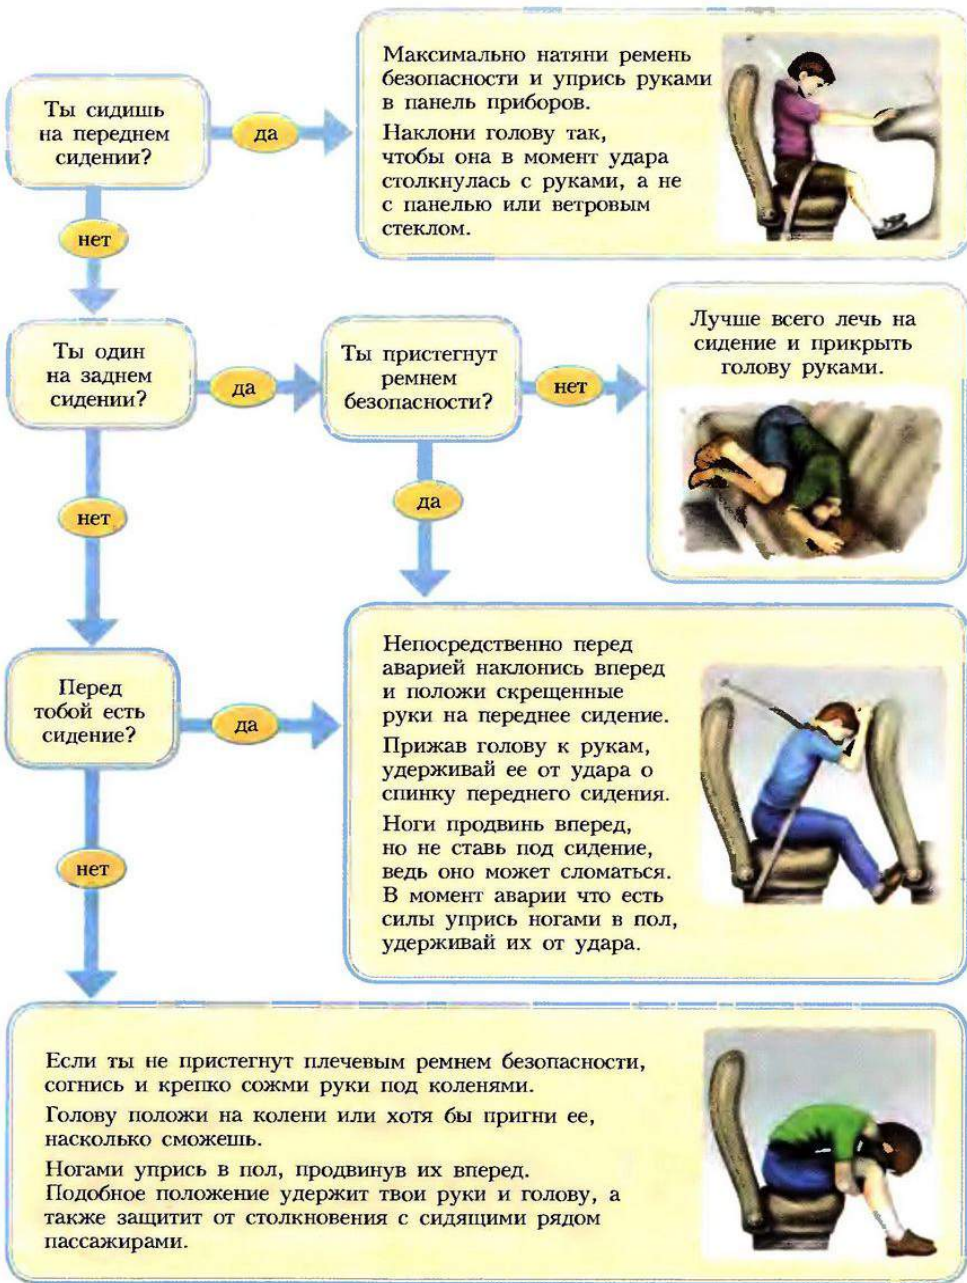 Ты сидишь
на переднем
сидении?
да
Максимально натяни ремень
безопасности и упрись руками
в панель приборов.
Наклони голову так,
чтобы она в момент удара
столкнулась с руками, а не
с панелью или ветровым
стеклом.
нет
Ты один
на заднем
сидении?
да
Ты пристегнут
ремнем
безопасности?
нет
Лучше всего лечь на
сидение и прикрыть
голову руками.
нет
да
Перед
тобой есть
сидение?
да
Непосредственно перед
аварией наклонись вперед
и положи скрещенные
руки на переднее сидение.
Прижав голову к рукам,
удерживай ее от удара о
спинку переднего сидения.
Ноги продвинь вперед,
но не ставь под сидение,
ведь оно может сломаться.
В момент аварии что есть
силы упрись ногами в пол,
удерживай их от удара.
нет
Если ты не пристегнут плечевым ремнем безопасности,
согнись и крепко сожми руки под коленями.
Голову положи на колени или хотя бы пригни ее,
насколько сможешь.
Ногами упрись в пол, продвинув их вперед.
Подобное положение удержит твои руки и голову, а
также защитит от столкновения с сидящими рядом
пассажирами.